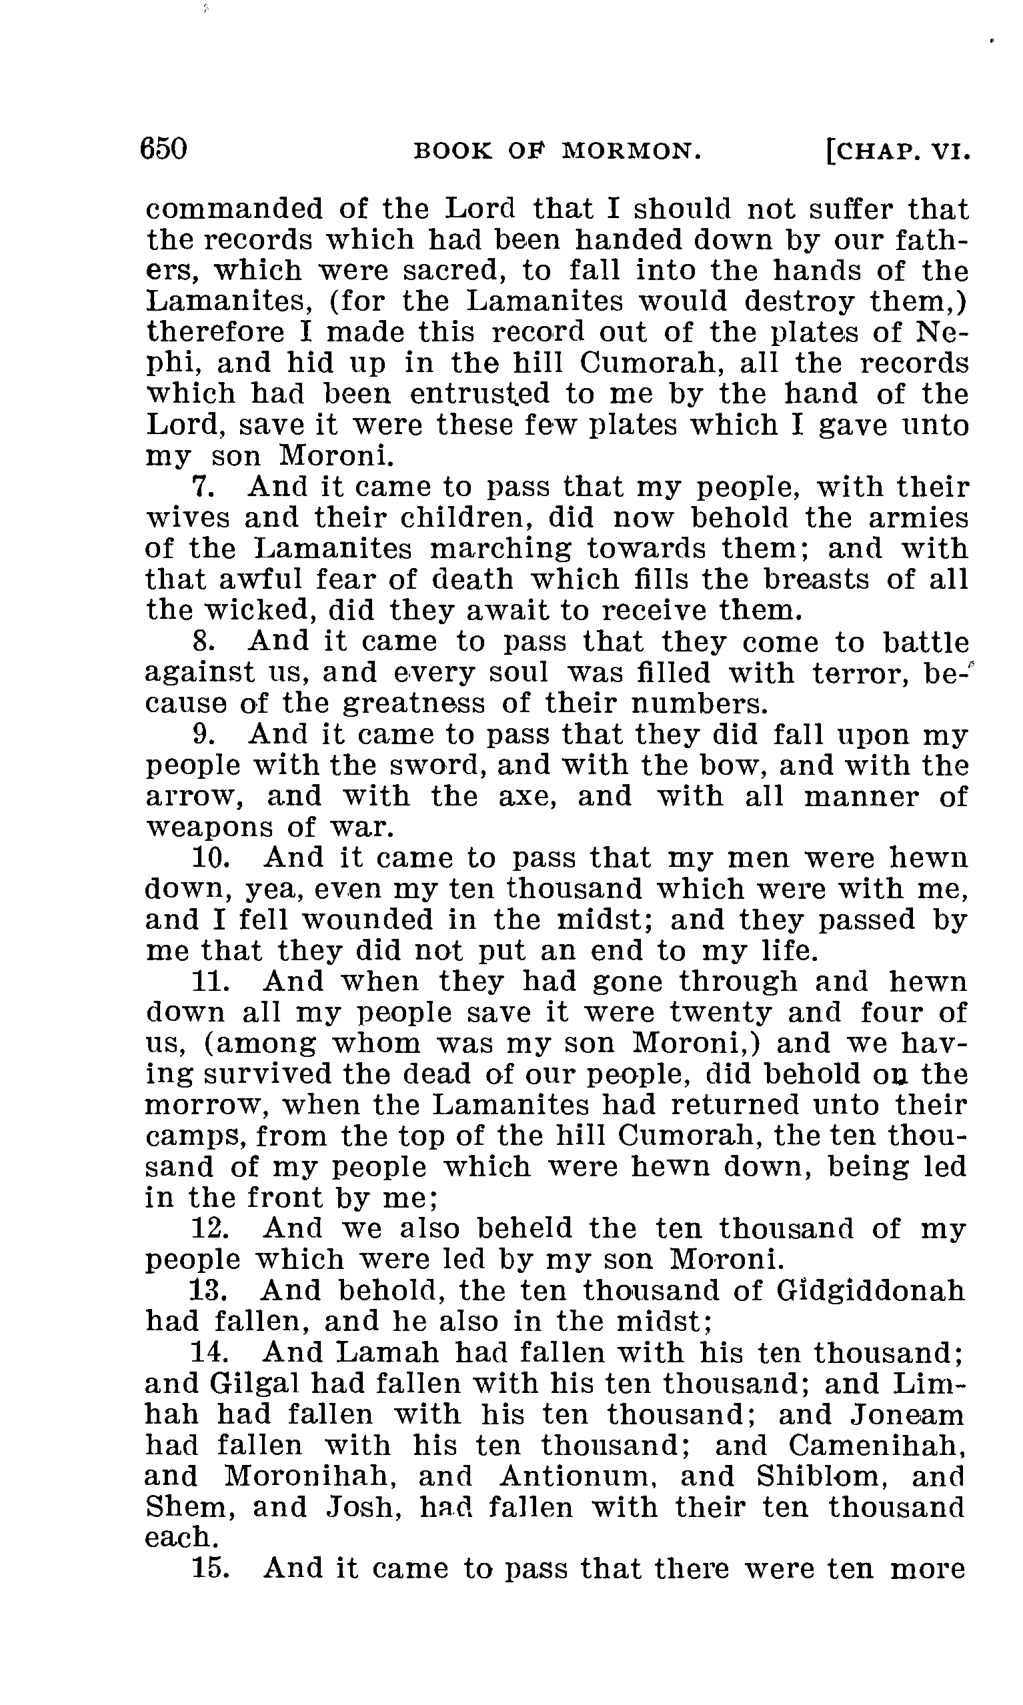 650 BOOK OF MORMON. [CHAP. VI.
commanded of the Lord that I should not suffer that
the records which had been handed down by our fath-
ers, which were sacred, to fall into the hands of the
Lamanites, (for the Lamanites would destroy them,)
therefore I made this record out of the plates of Ne-
phi, and hid up in the hill Cumorah, all the records
which had been entrusted to me by the hand of the
Lord, save it were these few plates which I gave unto
my son Moroni.
7. And it came to pass that my people, with their
wives and their children, did now behold the armies
of the Lamanites marching towards them; and with
that awful fear of death which fills the breasts of all
the wicked, did they await to receive them.
8. And it came to pass that they come to battle
against us, and every soul was filled with terror, be-
cause of the greatness of their numbers.
9. And it came to pass that they did fall upon my
people with the sword, and with the bow, and with the
arrow, and with the axe, and with all manner of
weapons of war.
10. And it came to pass that my men were hewn
down, yea, even my ten thousand which were with me,
and I fell wounded in the midst; and they passed by
me that they did not put an end to my life.
11. And when they had gone through and hewn
down all my people save it were twenty and four of
us, (among whom was my son Moroni,) and we hav-
ing survived the dead of our people, did behold on the
morrow, when the Lamanites had returned unto their
camps, from the top of the hill Cumorah, the ten thou-
sand of my people which were hewn down, being led
in the front by me;
12. And we also beheld the ten thousand of my
people which were led by my son Moroni.
13. And behold, the ten thousand of Gidgiddonah
had fallen, and he also in the midst;
14. And Lamah had fallen with his ten thousand;
and Gilgal had fallen with his ten thousand; and Lim-
hah had fallen with his ten thousand; and Joneam
had fallen with his ten thousand; and Camenihah,
and Moronihah, and Antionum, and Shiblom, and
Shem, and Josh, had fallen with their ten thousand
each.
15. And it came to pass that there were ten more